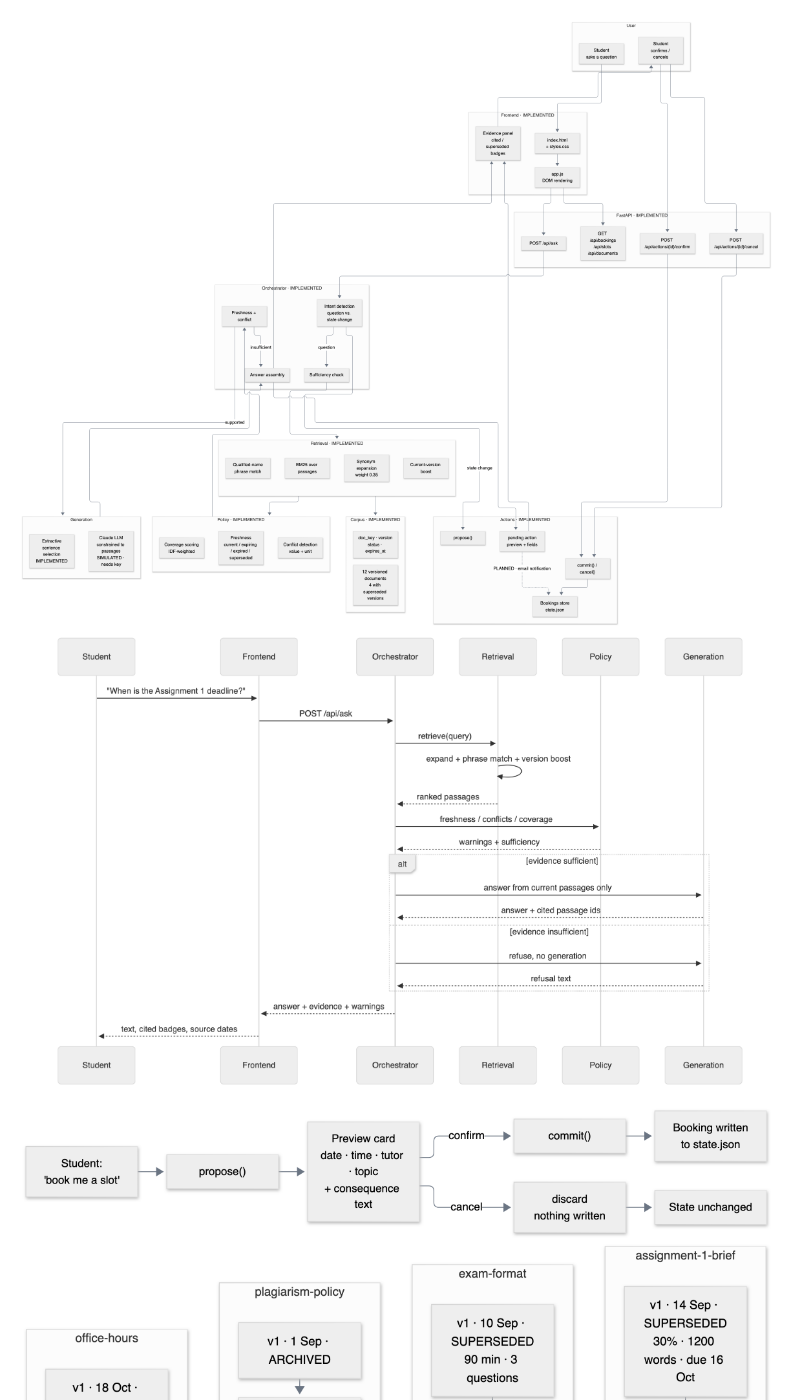 User
Student
asks a question
Student
confirms /
cancels
Frontend · IMPLEMENTED
Evidence panel
cited /
superseded
badges
index.html
+ styles.css
app.js
DOM rendering
FastAPI · IMPLEMENTED
POST /api/ask
GET
/api/bookings
/api/slots
/api/documents
POST
/api/actions/{id}/confirm
POST
/api/actions/{id}/cancel
Orchestrator · IMPLEMENTED
Freshness +
conflict
Intent detection
question vs.
state change
insufficient
question
Answer assembly
Sufficiency check
supported
Retrieval · IMPLEMENTED
Qualified-name
phrase match
BM25 over
passages
Synonym
expansion
weight 0.35
Current-version
boost
state change
Generation
Extractive
sentence
selection
IMPLEMENTED
Claude LLM
constrained to
passages
SIMULATED -
needs key
Policy · IMPLEMENTED
Coverage scoring
IDF-weighted
Freshness
current / expiring
/ expired /
superseded
Conflict detection
value + unit
Corpus · IMPLEMENTED
doc_key · version
status ·
expires_at
12 versioned
documents
4 with
superseded
versions
Actions · IMPLEMENTED
propose()
pending action
preview + fields
PLANNED · email notification
commit() /
cancel()
Bookings store
state.json
Student
Frontend
Orchestrator
Retrieval
Policy
Generation
"When is the Assignment 1 deadline?"
POST /api/ask
retrieve(query)
expand + phrase match + version boost
ranked passages
freshness / conflicts / coverage
warnings + sufficiency
alt
[evidence sufficient]
answer from current passages only
answer + cited passage ids
[evidence insufficient]
refuse, no generation
refusal text
answer + evidence + warnings
text, cited badges, source dates
Student
Frontend
Orchestrator
Retrieval
Policy
Generation
Student:
'book me a slot'
propose()
Preview card
date · time · tutor
· topic
+ consequence
text
confirm
commit()
Booking written
to state.json
cancel
discard
nothing written
State unchanged
office-hours
v1 · 18 Oct ·
plagiarism-policy
v1 · 1 Sep ·
ARCHIVED
exam-format
v1 · 10 Sep ·
SUPERSEDED
90 min · 3
questions
assignment-1-brief
v1 · 14 Sep ·
SUPERSEDED
30% · 1200
words · due 16
Oct